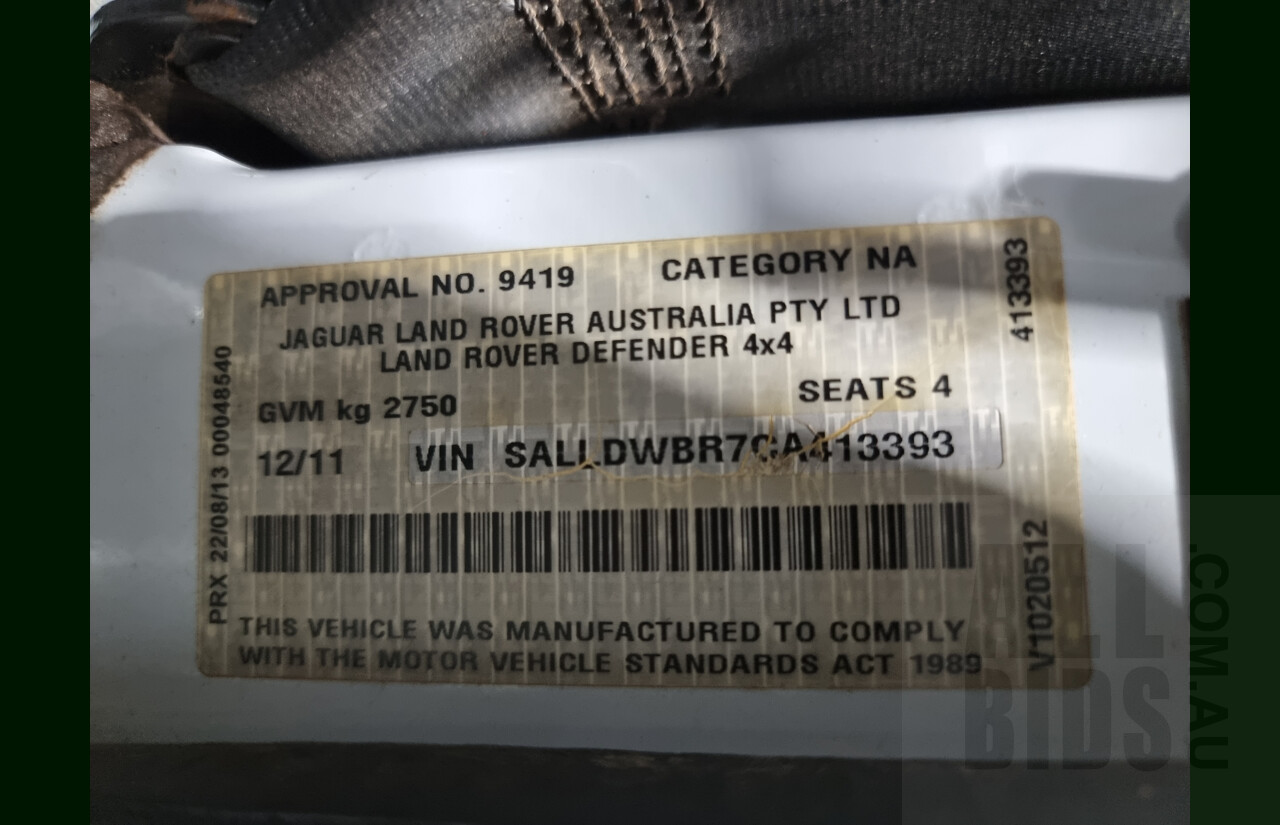 APPROVAL NO. 9419 CATEGORY NA
JAGUAR LAND ROVER AUSTRALIA PTY LTD
LAND ROVER DEFENDER 4x4
GVM kg 2750 SEATS 4
12/11 VIN SALLDWBR7CA413393
THIS VEHICLE WAS MANUFACTURED TO COMPLY
WITH THE MOTOR VEHICLE STANDARDS ACT 1989
PRX 22/08/13 00048540
413393
V1020512
ALL
BIDS
.COM.AU